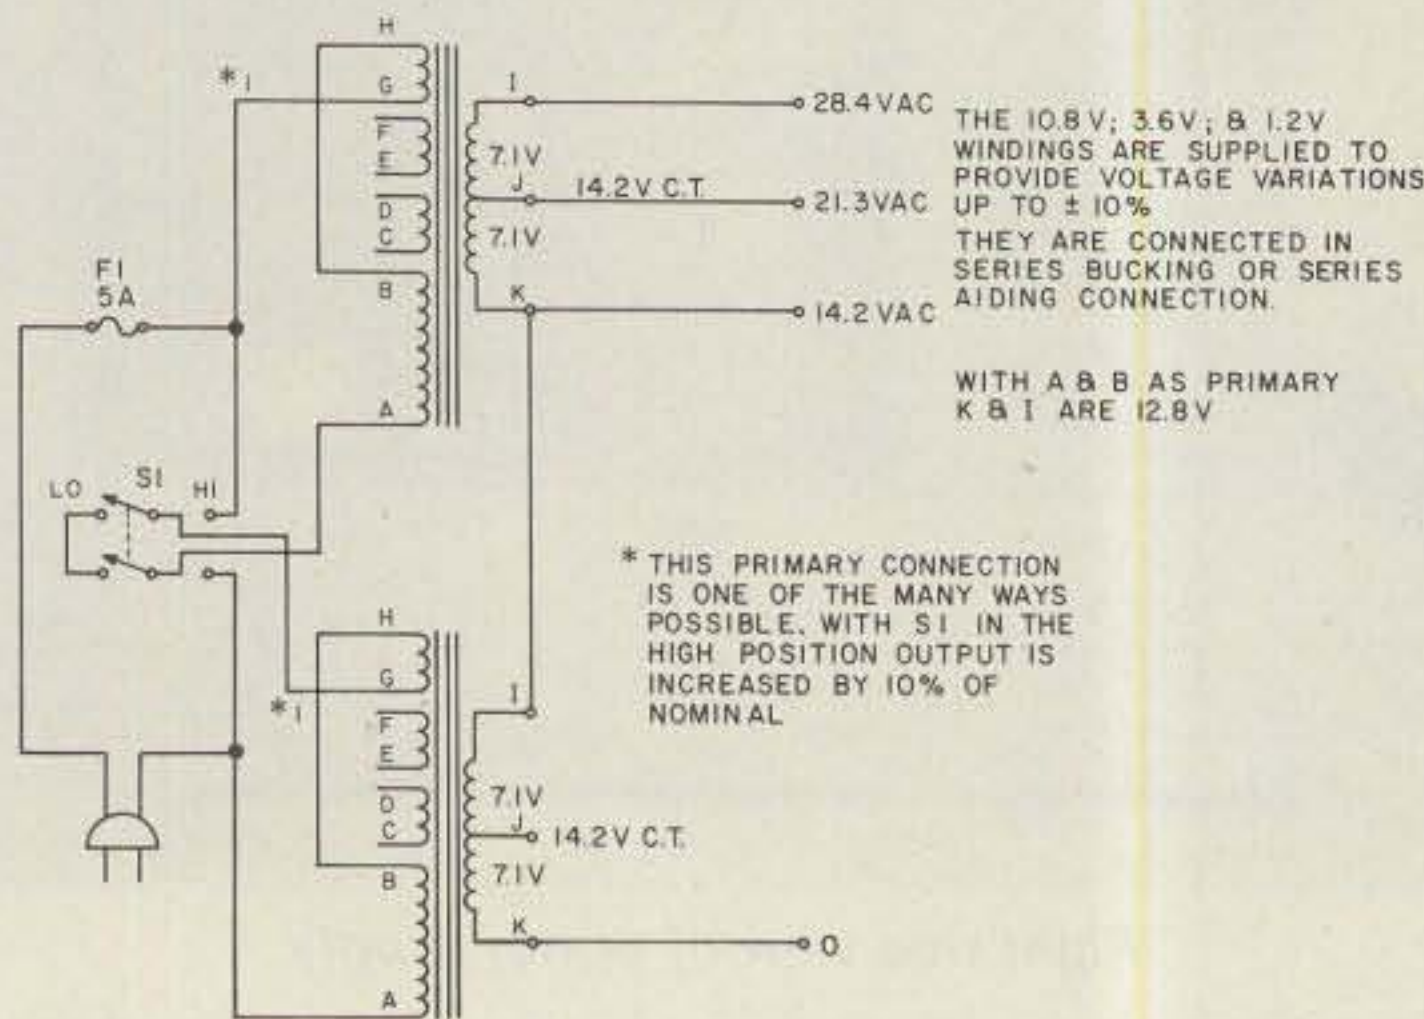 H
*1
G
I
28.4VAC
F
E
7.1V
J
14.2V C.T.
21.3VAC
D
C
7.1V
F1
5A
B
K
14.2VAC
A
THE 10.8V; 3.6V; & 1.2V
WINDINGS ARE SUPPLIED TO
PROVIDE VOLTAGE VARIATIONS
UP TO ± 10%
THEY ARE CONNECTED IN
SERIES BUCKING OR SERIES
AIDING CONNECTION.
WITH A & B AS PRIMARY
K & I ARE 12.8V
LO
S1
HI
* THIS PRIMARY CONNECTION
IS ONE OF THE MANY WAYS
POSSIBLE. WITH S1 IN THE
HIGH POSITION OUTPUT IS
INCREASED BY 10% OF
NOMINAL
H
G
*1
I
F
E
D
C
7.1V
J
14.2V C.T.
B
7.1V
K
0
A